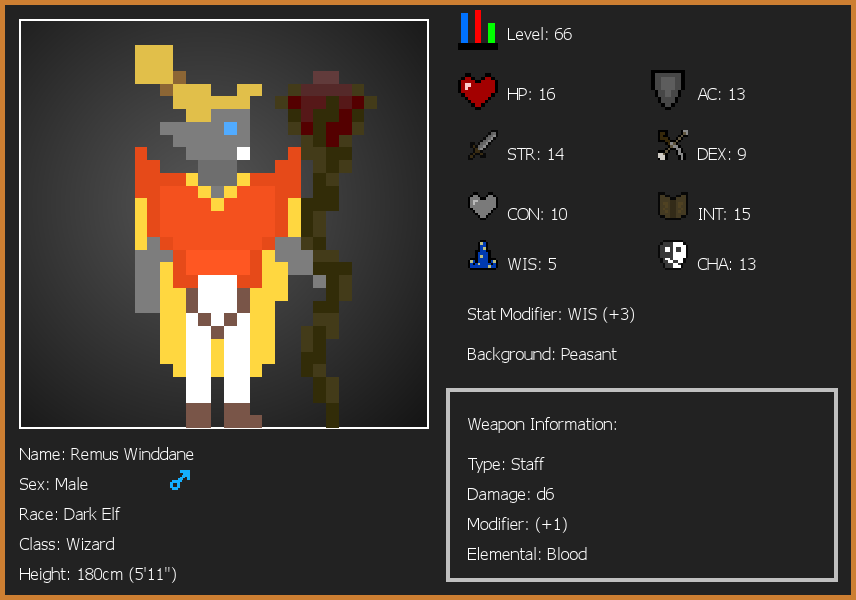 Level: 66
HP: 16
AC: 13
STR: 14
DEX: 9
CON: 10
INT: 15
WIS: 5
CHA: 13
Stat Modifier: WIS (+3)
Background: Peasant
Weapon Information:
Type: Staff
Damage: d6
Modifier: (+1)
Elemental: Blood
Name: Remus Winddane
Sex: Male
Race: Dark Elf
Class: Wizard
Height: 180cm (5'11")